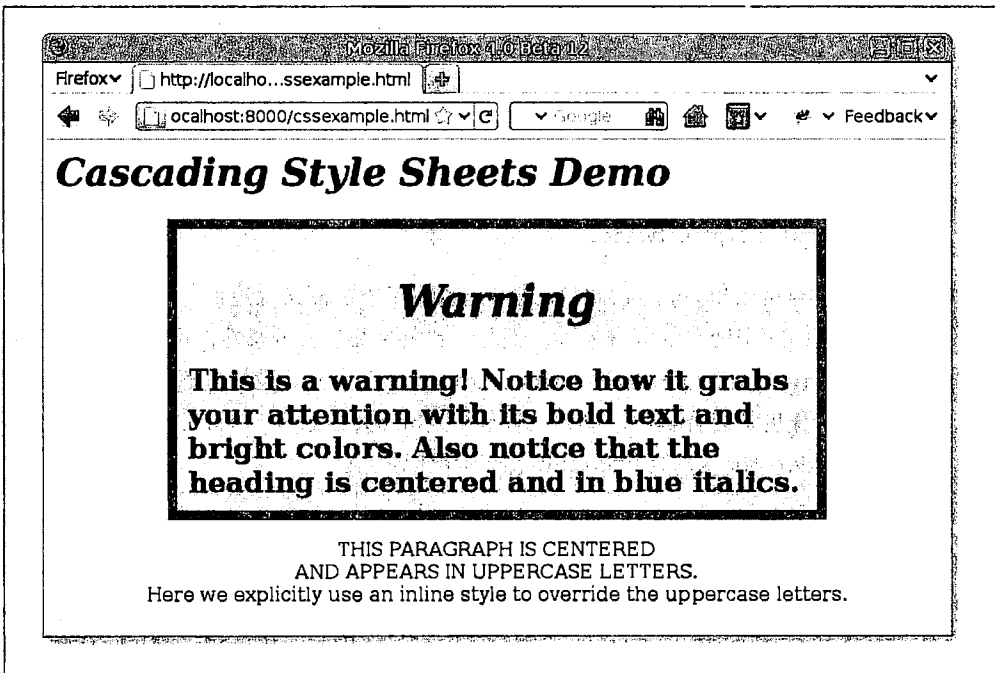 Mozilla Firefox 4.0 Beta 12
Firefox
http://localho...ssexample.html
ocalhost:8000/cssexample.html
Google
Feedback
Cascading Style Sheets Demo
Warning
This is a warning! Notice how it grabs
your attention with its bold text and
bright colors. Also notice that the
heading is centered and in blue italics.
THIS PARAGRAPH IS CENTERED
AND APPEARS IN UPPERCASE LETTERS.
Here we explicitly use an inline style to override the uppercase letters.